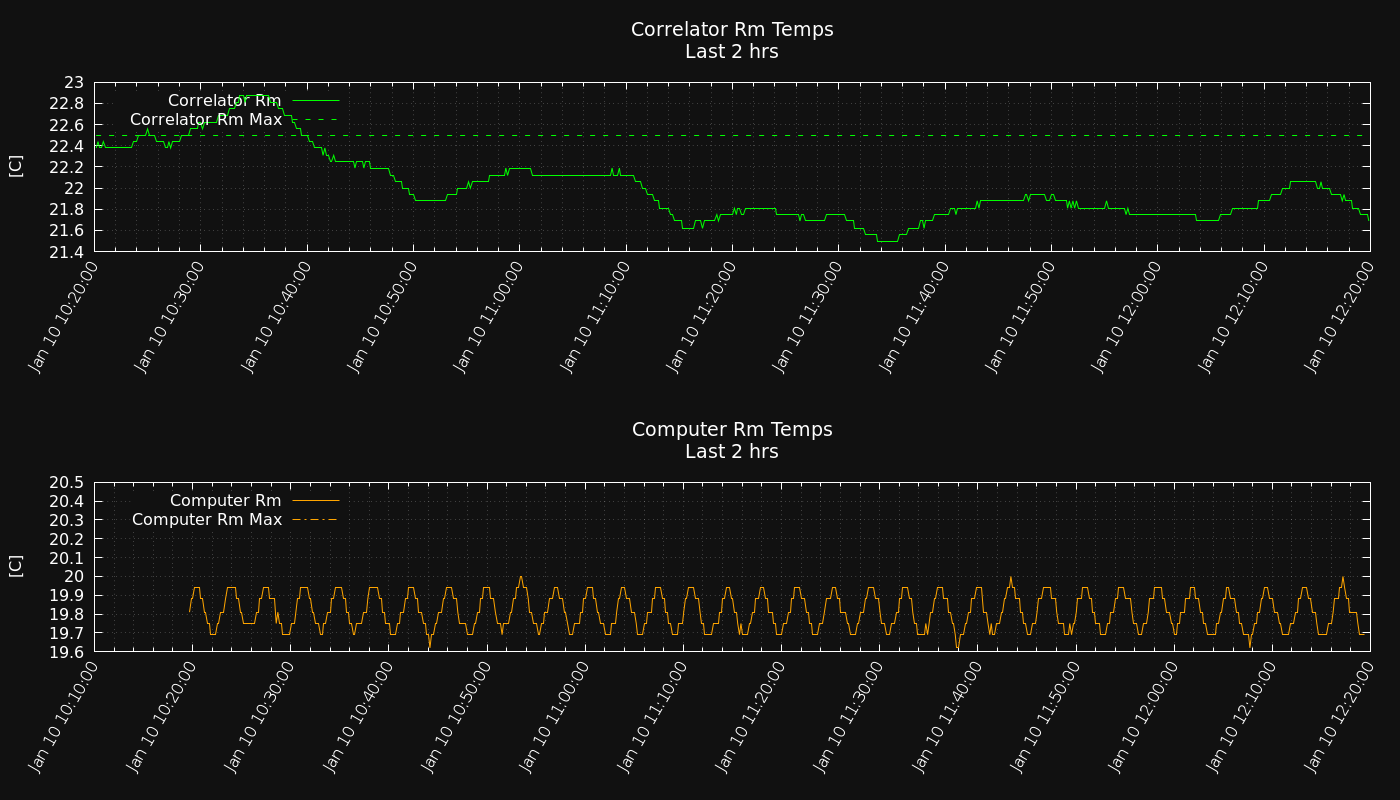 Correlator Rm Temps
Last 2 hrs
Correlator Rm
Correlator Rm Max
[C]
23
22.8
22.6
22.4
22.2
22
21.8
21.6
21.4
Jan 10 10:20:00
Jan 10 10:30:00
Jan 10 10:40:00
Jan 10 10:50:00
Jan 10 11:00:00
Jan 10 11:10:00
Jan 10 11:20:00
Jan 10 11:30:00
Jan 10 11:40:00
Jan 10 11:50:00
Jan 10 12:00:00
Jan 10 12:10:00
Jan 10 12:20:00
Computer Rm Temps
Last 2 hrs
Computer Rm
Computer Rm Max
[C]
20.5
20.4
20.3
20.2
20.1
20
19.9
19.8
19.7
19.6
Jan 10 10:10:00
Jan 10 10:20:00
Jan 10 10:30:00
Jan 10 10:40:00
Jan 10 10:50:00
Jan 10 11:00:00
Jan 10 11:10:00
Jan 10 11:20:00
Jan 10 11:30:00
Jan 10 11:40:00
Jan 10 11:50:00
Jan 10 12:00:00
Jan 10 12:10:00
Jan 10 12:20:00